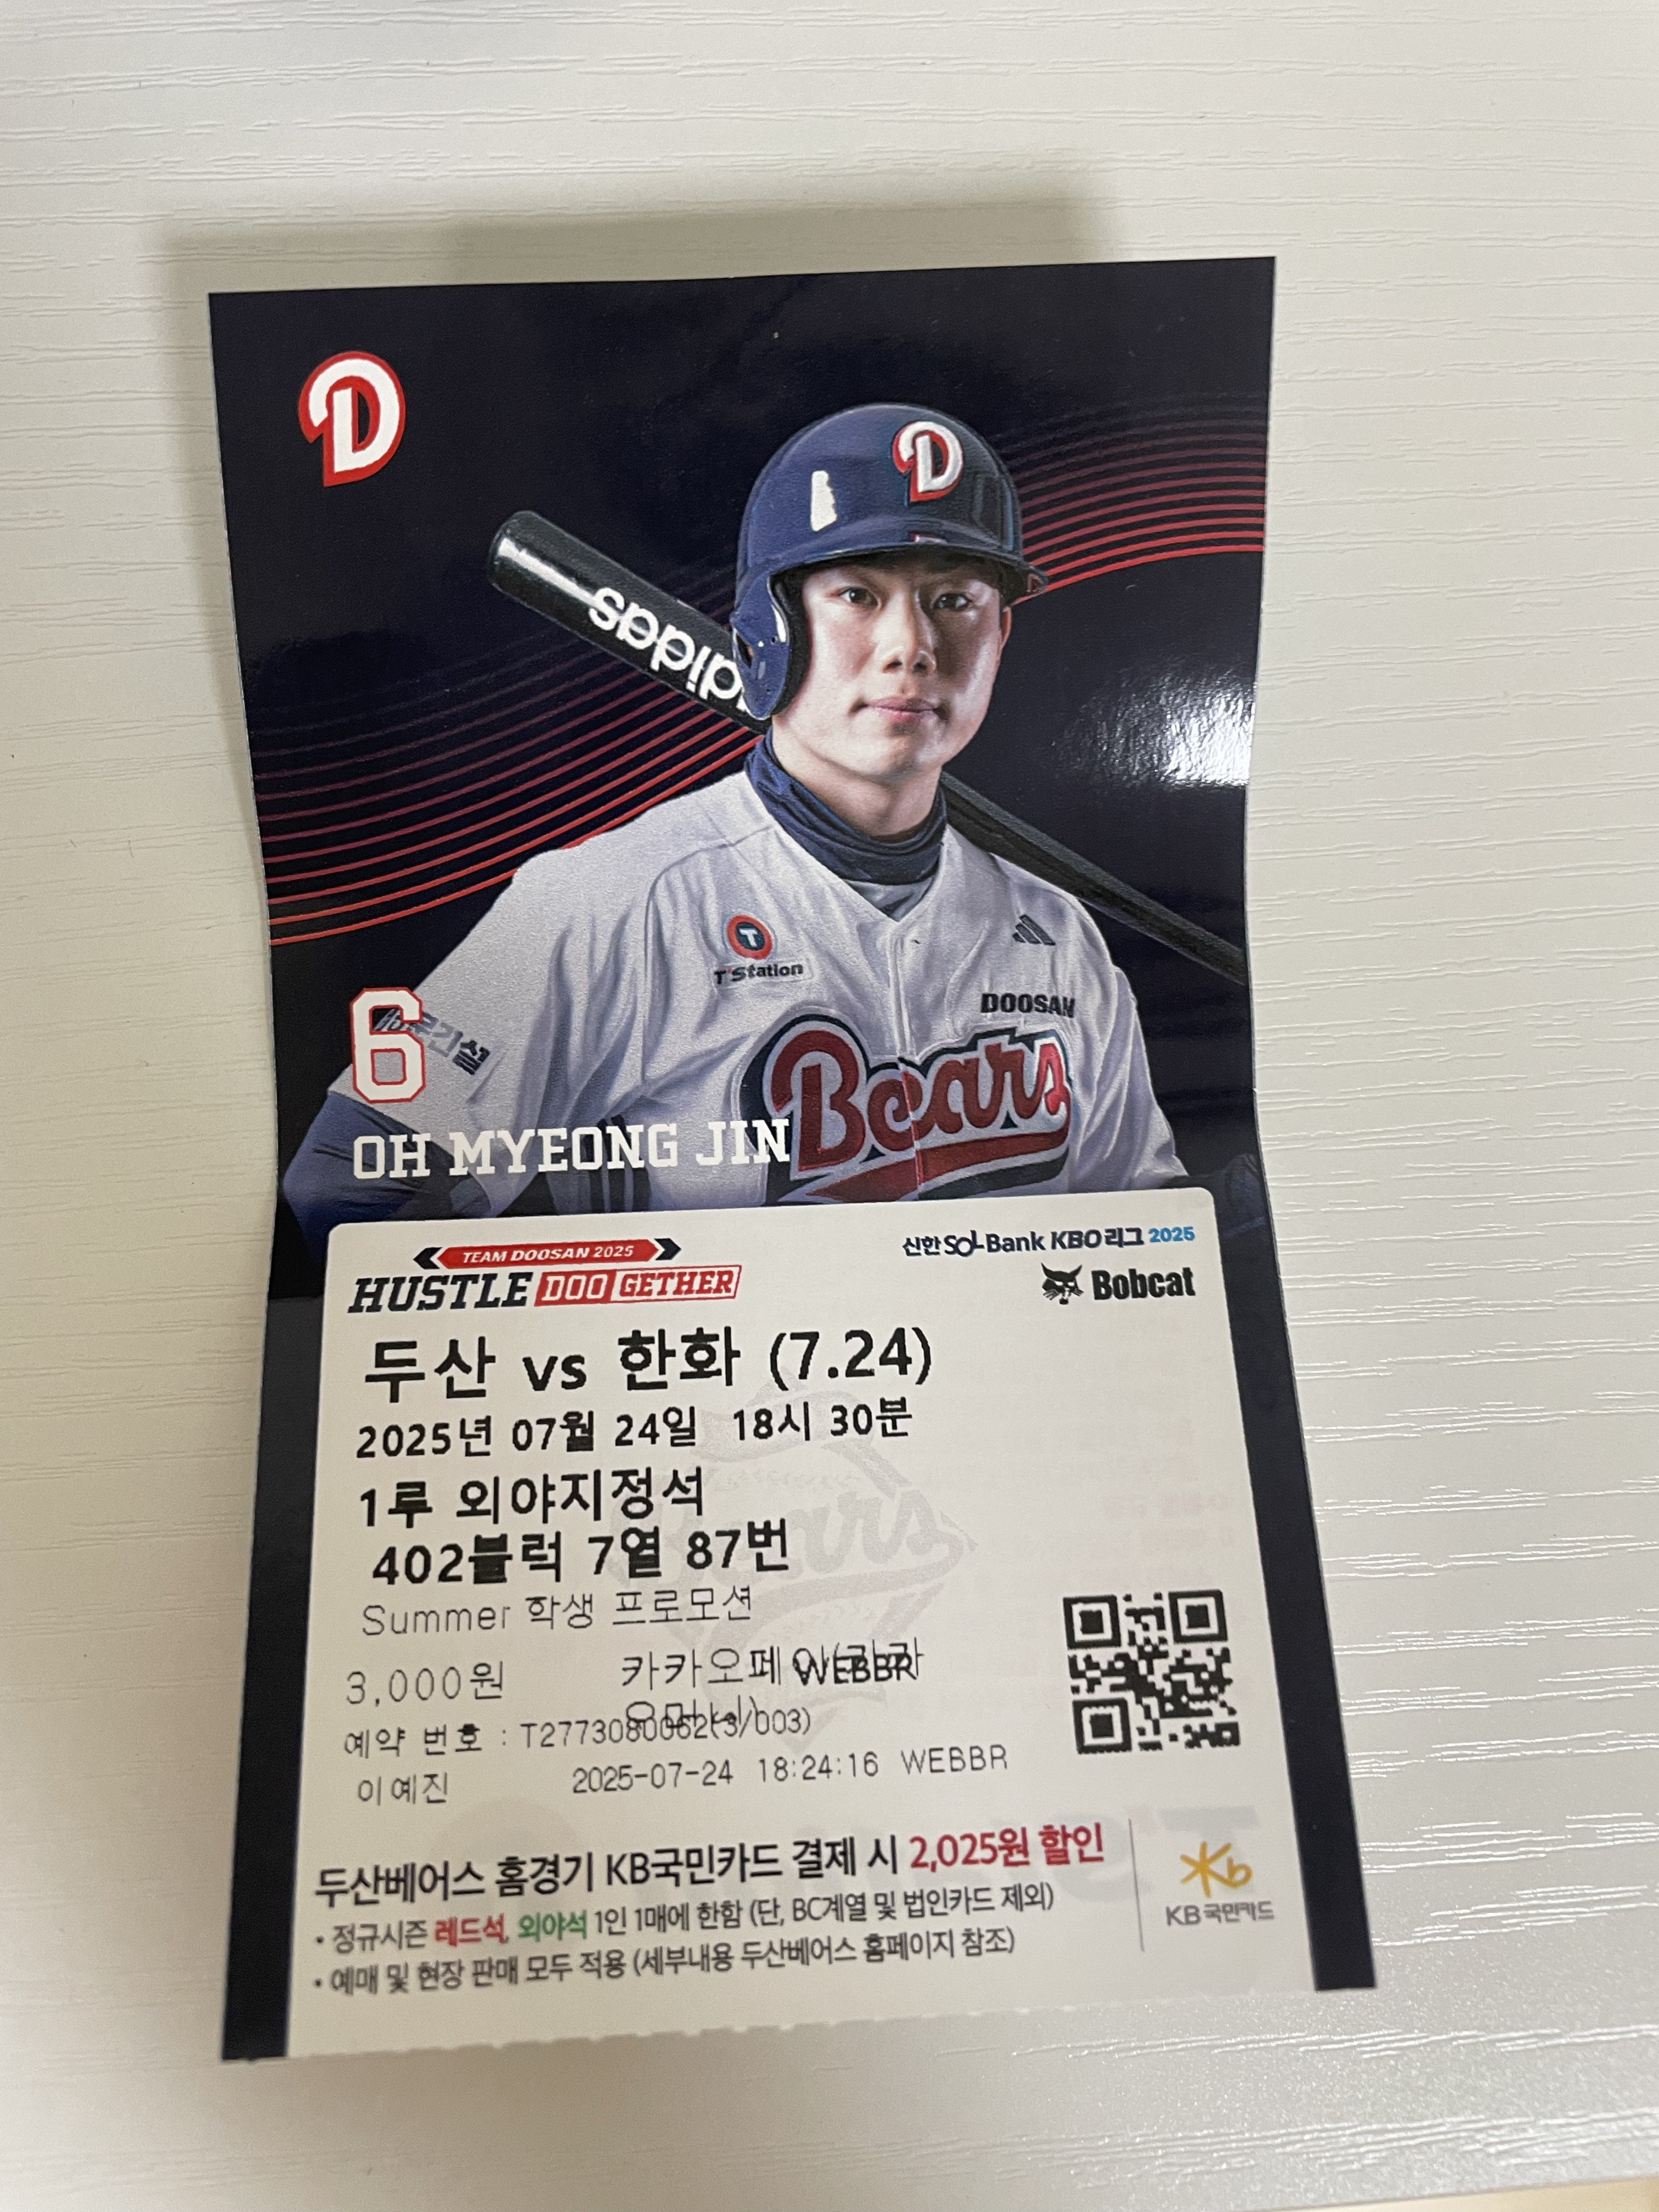 D
D
adidas
T'Station
DOOSAN
Bears
6
건설
OH MYEONG JIN
TEAM DOOSAN 2025
HUSTLE DOO GETHER
신한 SOL Bank KBO 리그 2025
Bobcat
두산 vs 한화 (7.24)
2025년 07월 24일 18시 30분
1루 외야지정석
402블럭 7열 87번
Summer 학생 프로모션
3,000원 카카오페이(카카 WEBBR
예약 번호 : T2773080062(3/003)
이예진 2025-07-24 18:24:16 WEBBR
두산베어스 홈경기 KB국민카드 결제 시 2,025원 할인
• 정규시즌 레드석, 외야석 1인 1매에 한함 (단, BC계열 및 법인카드 제외)
• 예매 및 현장 판매 모두 적용 (세부내용 두산베어스 홈페이지 참조)
KB국민카드